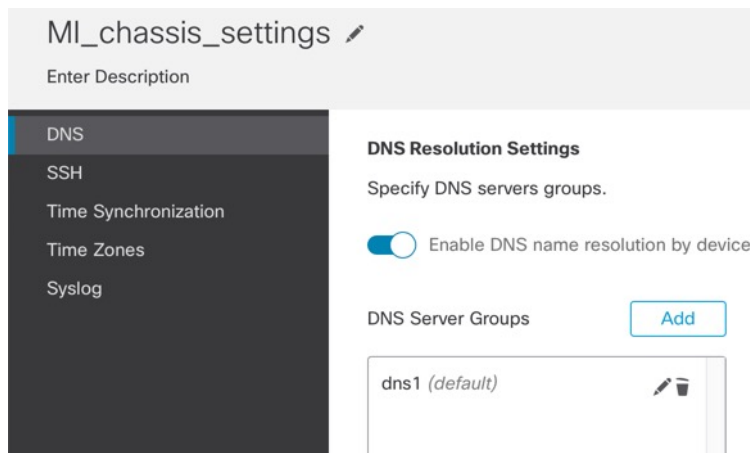 MI_chassis_settings
Enter Description
DNS
SSH
Time Synchronization
Time Zones
Syslog
DNS Resolution Settings
Specify DNS servers groups.
Enable DNS name resolution by device
DNS Server Groups
Add
dns1 (default)